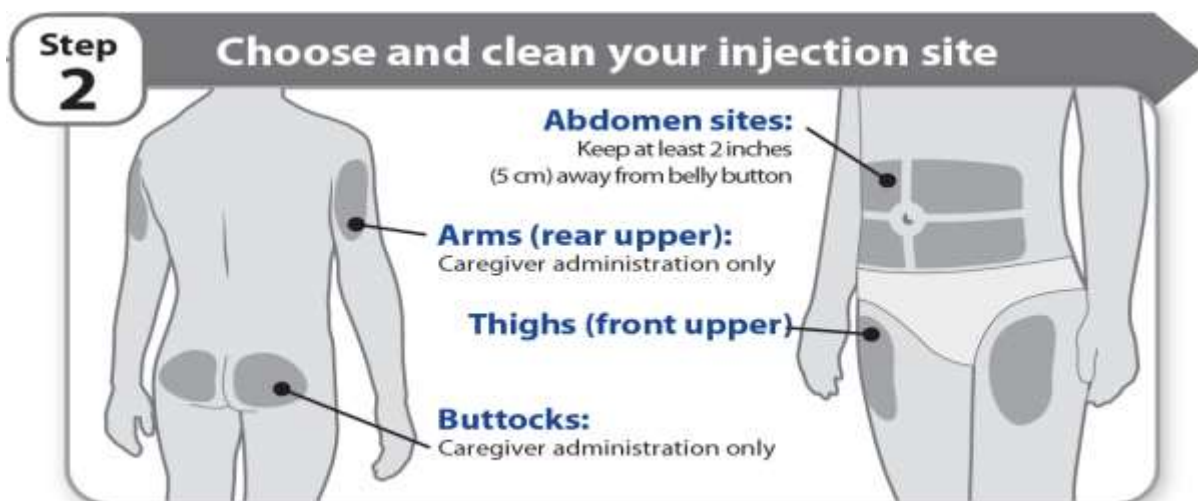 Step
2
Choose and clean your injection site
Abdomen sites:
Keep at least 2 inches
(5 cm) away from belly button
Arms (rear upper):
Caregiver administration only
Thighs (front upper)
Buttocks:
Caregiver administration only